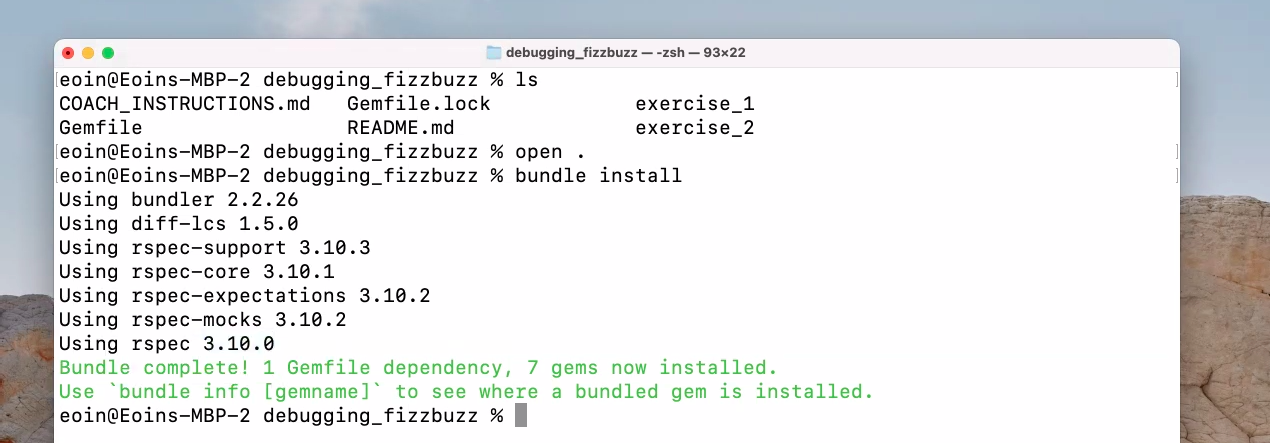 debugging_fizzbuzz — -zsh — 93×22
eoin@Eoins-MBP-2 debugging_fizzbuzz % ls
COACH_INSTRUCTIONS.md Gemfile.lock exercise_1
Gemfile README.md exercise_2
eoin@Eoins-MBP-2 debugging_fizzbuzz % open .
eoin@Eoins-MBP-2 debugging_fizzbuzz % bundle install
Using bundler 2.2.26
Using diff-lcs 1.5.0
Using rspec-support 3.10.3
Using rspec-core 3.10.1
Using rspec-expectations 3.10.2
Using rspec-mocks 3.10.2
Using rspec 3.10.0
Bundle complete! 1 Gemfile dependency, 7 gems now installed.
Use `bundle info [gemname]` to see where a bundled gem is installed.
eoin@Eoins-MBP-2 debugging_fizzbuzz %